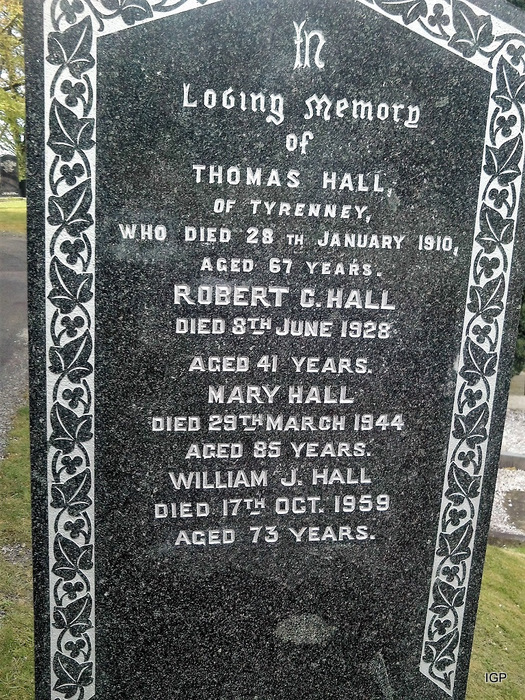 In
Loving Memory
of
THOMAS HALL,
OF TYRENNEY,
WHO DIED 28TH JANUARY 1910,
AGED 67 YEARS.
ROBERT C. HALL
DIED 8TH JUNE 1928
AGED 41 YEARS.
MARY HALL
DIED 29TH MARCH 1944
AGED 85 YEARS.
WILLIAM J. HALL
DIED 17TH OCT. 1959
AGED 73 YEARS.
IGP